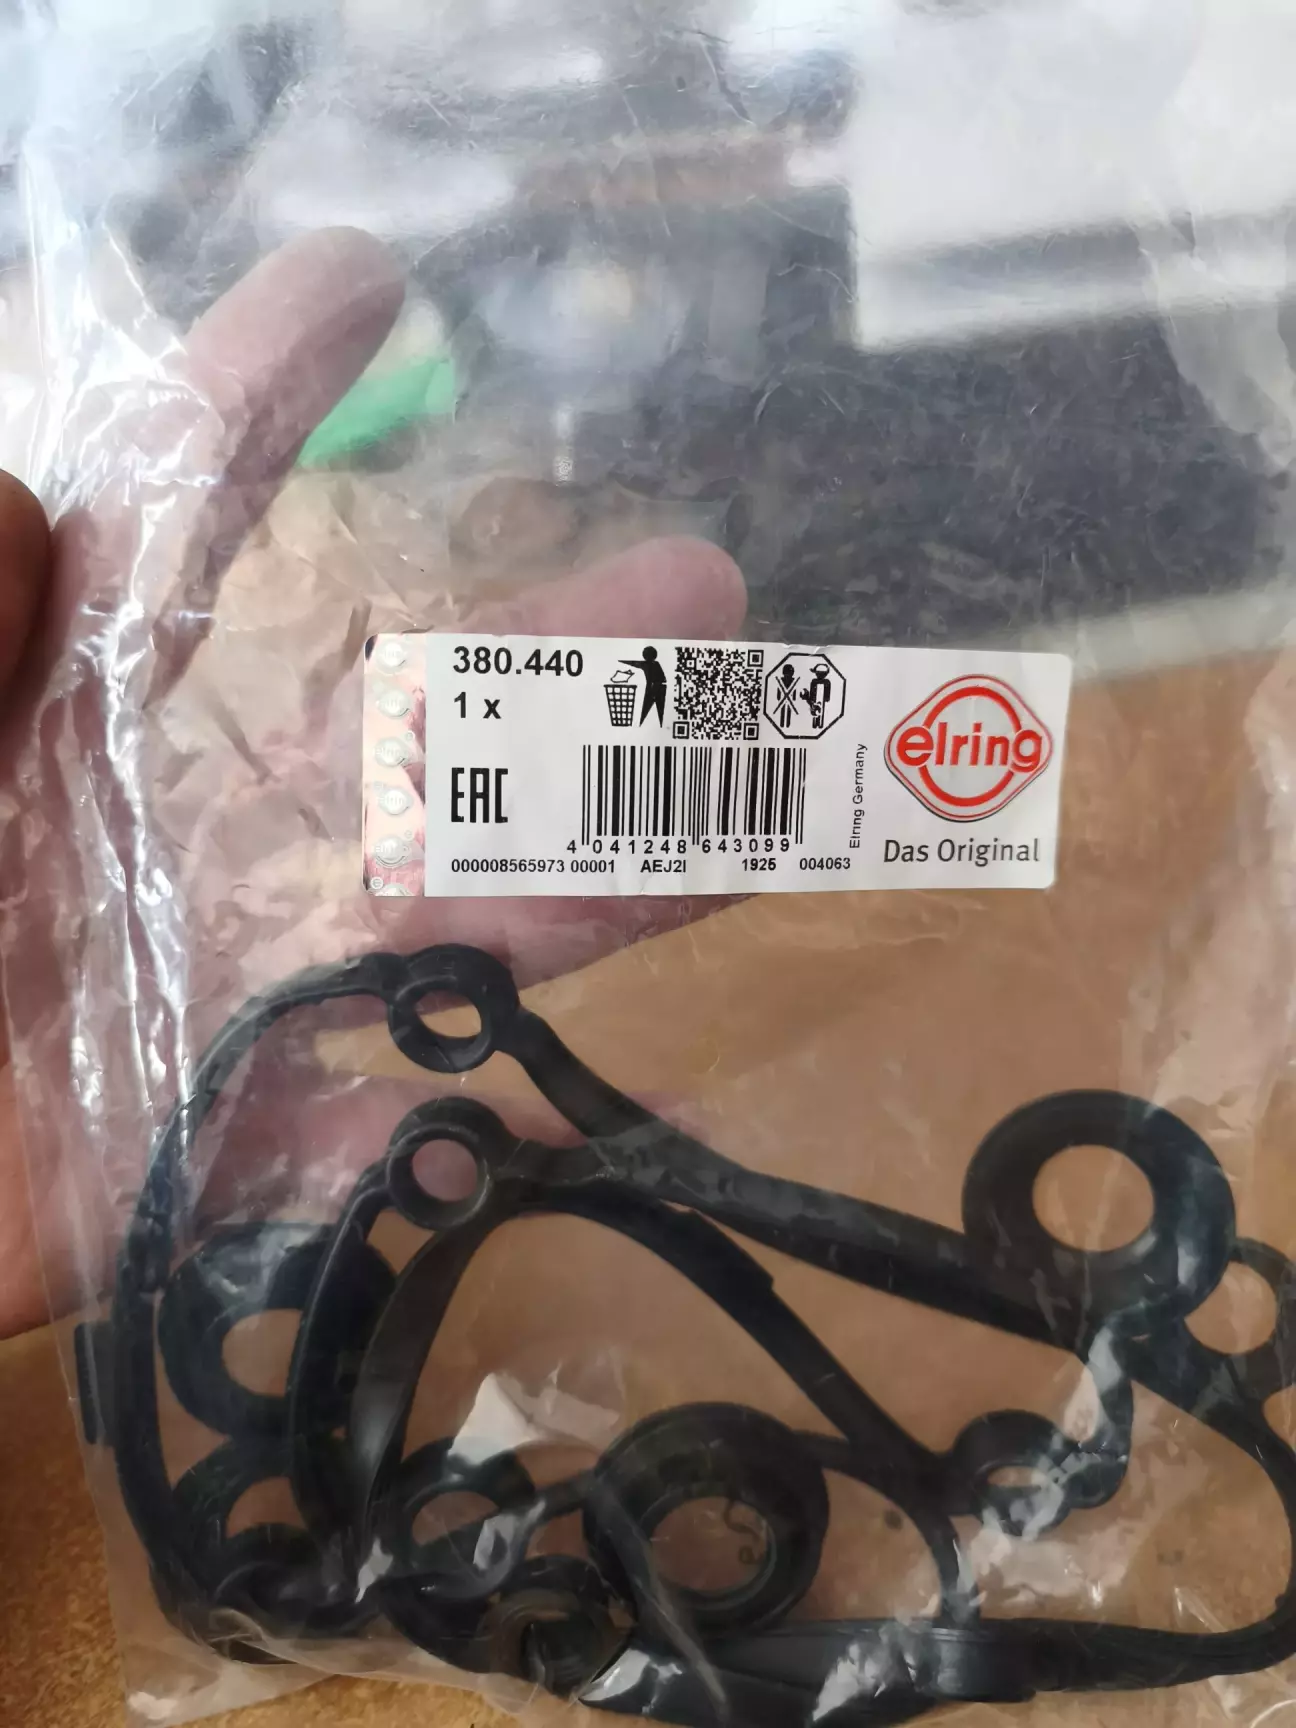 380.440
1 x
EAC
4 041248 643099
000008565973 00001 AEJ2I 1925 004063
Elring Germany
elring
Das Original